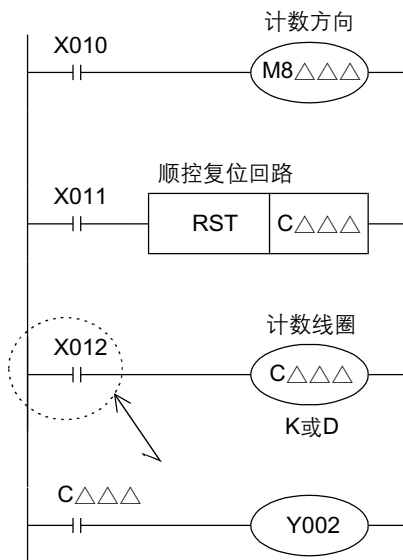 计数方向
X010
M8△△△
顺控复位回路
X011
RST
C△△△
计数线圈
X012
C△△△
K或D
C△△△
Y002